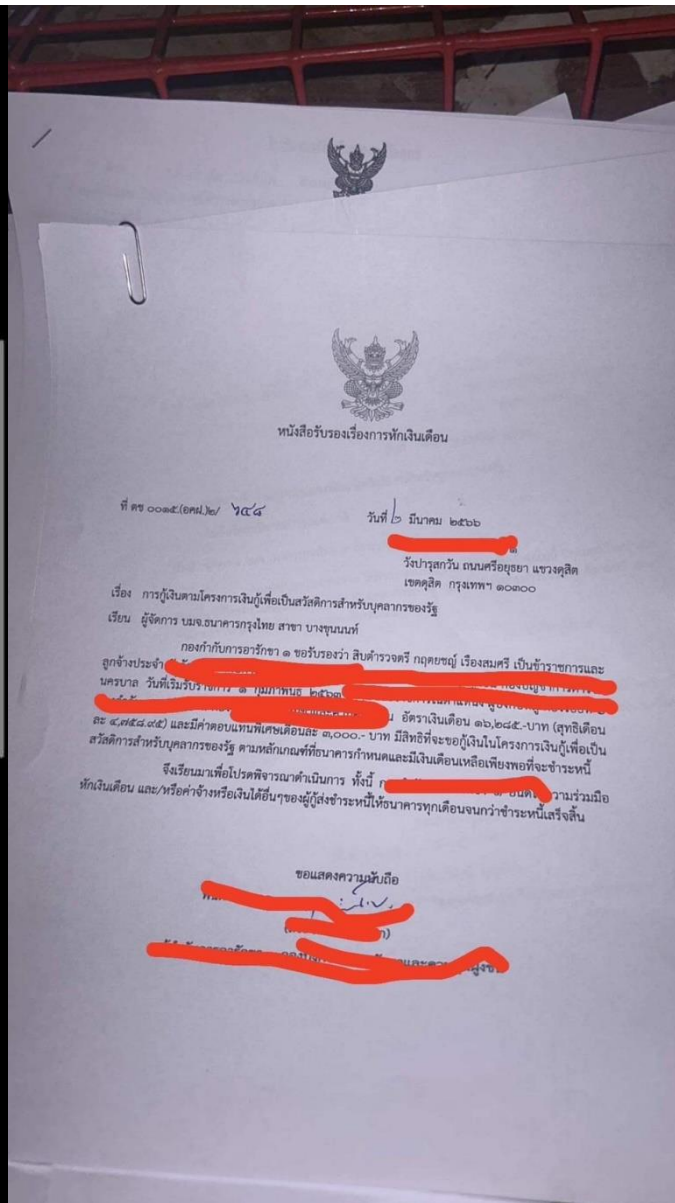 หนังสือรับรองเรื่องการหักเงินเดือน
ที่ ตช ๐๐๑๕.(อคฝ.)๒/ ๖๔๘
วันที่ ๒ มีนาคม ๒๕๖๖
วังปารุสกวัน ถนนศรีอยุธยา แขวงดุสิต
เขตดุสิต กรุงเทพฯ ๑๐๓๐๐
เรื่อง การกู้เงินตามโครงการเงินกู้เพื่อเป็นสวัสดิการสำหรับบุคลากรของรัฐ
เรียน ผู้จัดการ บมจ.ธนาคารกรุงไทย สาขา บางขุนนนท์
กองกำกับการอารักขา ๑ ขอรับรองว่า สิบตำรวจตรี กฤตยชญ์ เรืองสมศรี เป็นข้าราชการและ
ลูกจ้างประจำ
นครบาล วันที่เริ่มรับราชการ ๑ กุมภาพันธ์ ๒๕๖๓
อัตราเงินเดือน ๑๖,๒๘๕.-บาท (สุทธิเดือน
ละ ๔,๗๕๘.๙๕) และมีค่าตอบแทนพิเศษเดือนละ ๓,๐๐๐.- บาท มีสิทธิที่จะขอกู้เงินในโครงการเงินกู้เพื่อเป็น
สวัสดิการสำหรับบุคลากรของรัฐ ตามหลักเกณฑ์ที่ธนาคารกำหนดและมีเงินเดือนเหลือเพียงพอที่จะชำระหนี้
จึงเรียนมาเพื่อโปรดพิจารณาดำเนินการ ทั้งนี้ ความร่วมมือ
หักเงินเดือน และ/หรือค่าจ้างหรือเงินได้อื่นๆของผู้กู้ส่งชำระหนี้ให้ธนาคารทุกเดือนจนกว่าชำระหนี้เสร็จสิ้น
ขอแสดงความนับถือ